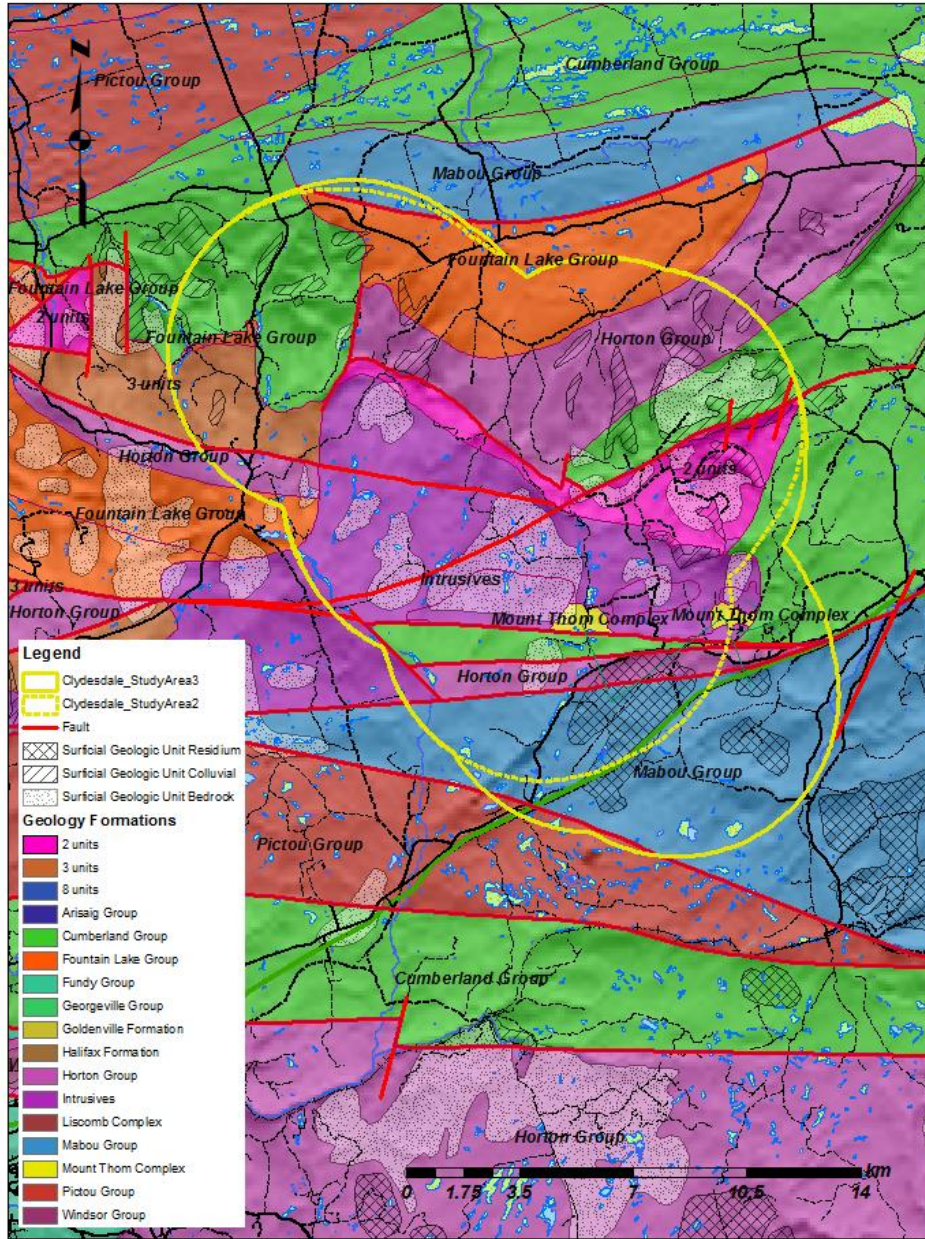 N
Pictou Group
Cumberland Group
Mabou Group
Fountain Lake Group
Fountain Lake Group
2 units
Fountain Lake Group
Horton Group
3 units
Horton Group
2 units
Fountain Lake Group
3 units
Intrusives
Horton Group
Mount Thom Complex
Mount Thom Complex
Horton Group
Mabou Group
Pictou Group
Cumberland Group
Horton Group
Legend
Clydesdale_StudyArea3
Clydesdale_StudyArea2
Fault
Surficial Geologic Unit Residium
Surficial Geologic Unit Colluvial
Surficial Geologic Unit Bedrock
Geology Formations
2 units
3 units
8 units
Arisaig Group
Cumberland Group
Fountain Lake Group
Fundy Group
Georgeville Group
Goldenville Formation
Halifax Formation
Horton Group
Intrusives
Liscomb Complex
Mabou Group
Mount Thom Complex
Pictou Group
Windsor Group
km
0 1.75 3.5 7 10.5 14